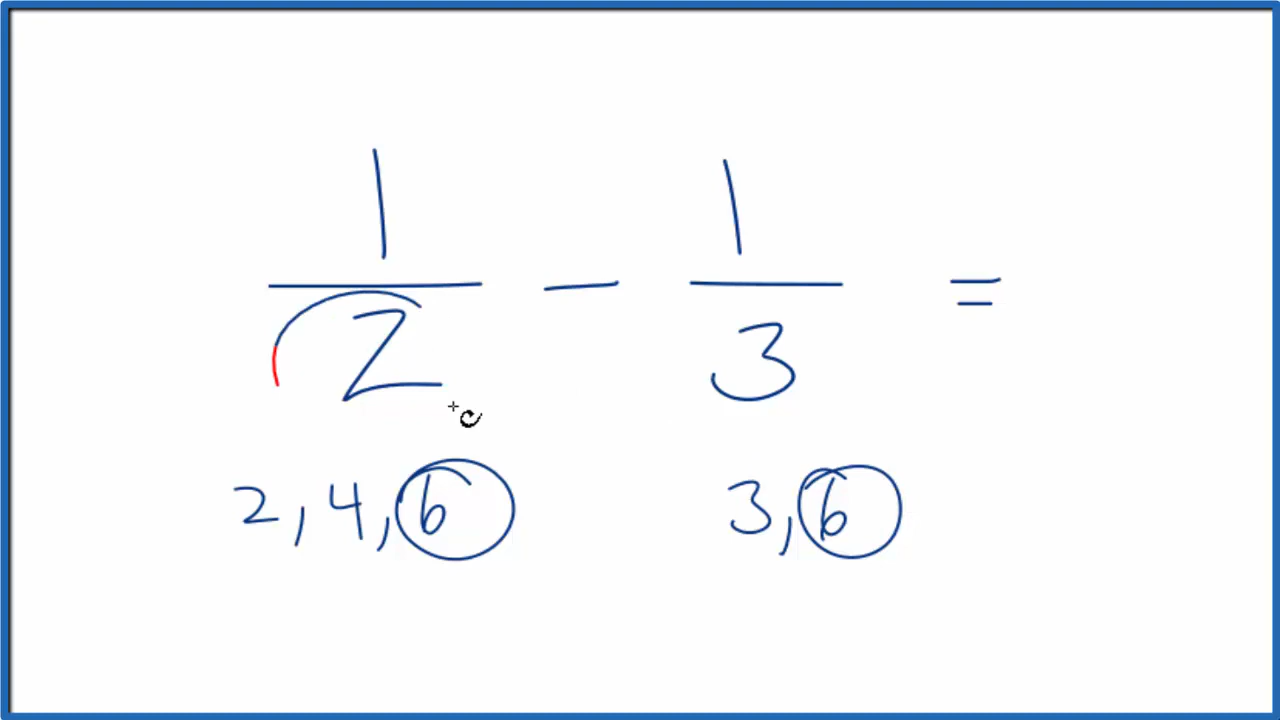 1/2 - 1/3 =
2, 4, 6 3, 6